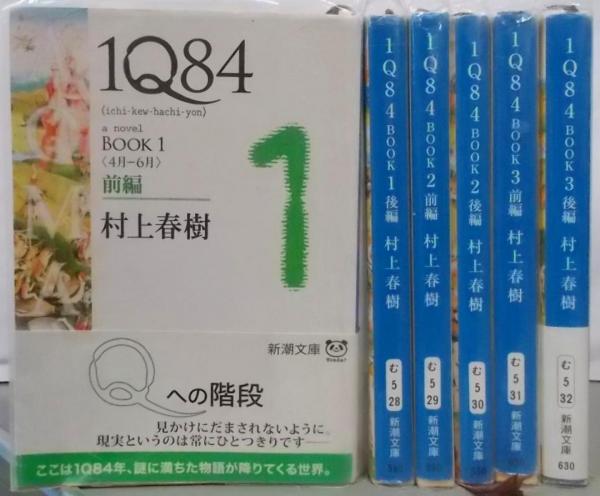 1Q84
〈ichi-kew-hachi-yon〉
a novel
BOOK 1
〈4月―6月〉
前編
村上春樹
1
新潮文庫
Yonda?
Qへの階段
見かけにだまされないように。
現実というのは常にひとつきりです――
ここは1Q84年、謎に満ちた物語が降りてくる世界。
1Q84 BOOK1 後編 村上春樹
む
5
28
新潮文庫
1Q84 BOOK2 前編 村上春樹
む
5
29
新潮文庫
1Q84 BOOK2 後編 村上春樹
む
5
30
新潮文庫
1Q84 BOOK3 前編 村上春樹
む
5
31
新潮文庫
1Q84 BOOK3 後編 村上春樹
む
5
32
新潮文庫
630